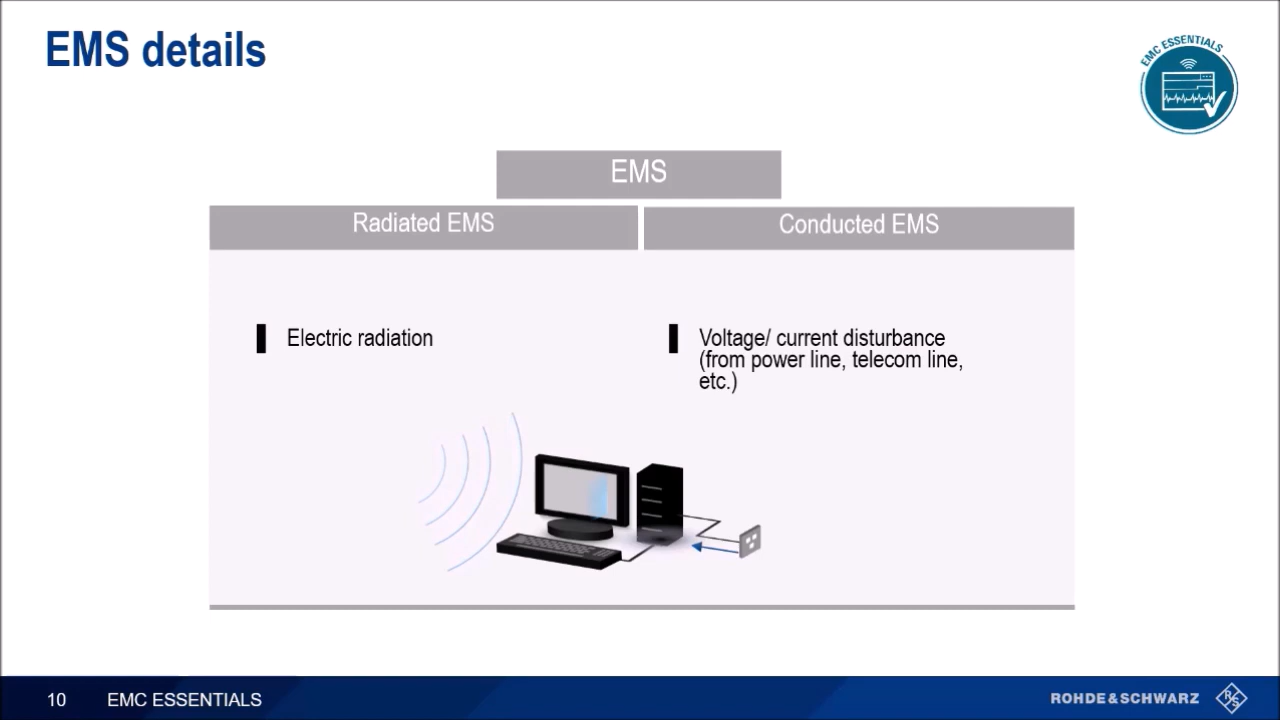 EMS details
EMC ESSENTIALS
EMS
Radiated EMS
Conducted EMS
Electric radiation
Voltage/ current disturbance
(from power line, telecom line,
etc.)
10
EMC ESSENTIALS
ROHDE&SCHWARZ
R S